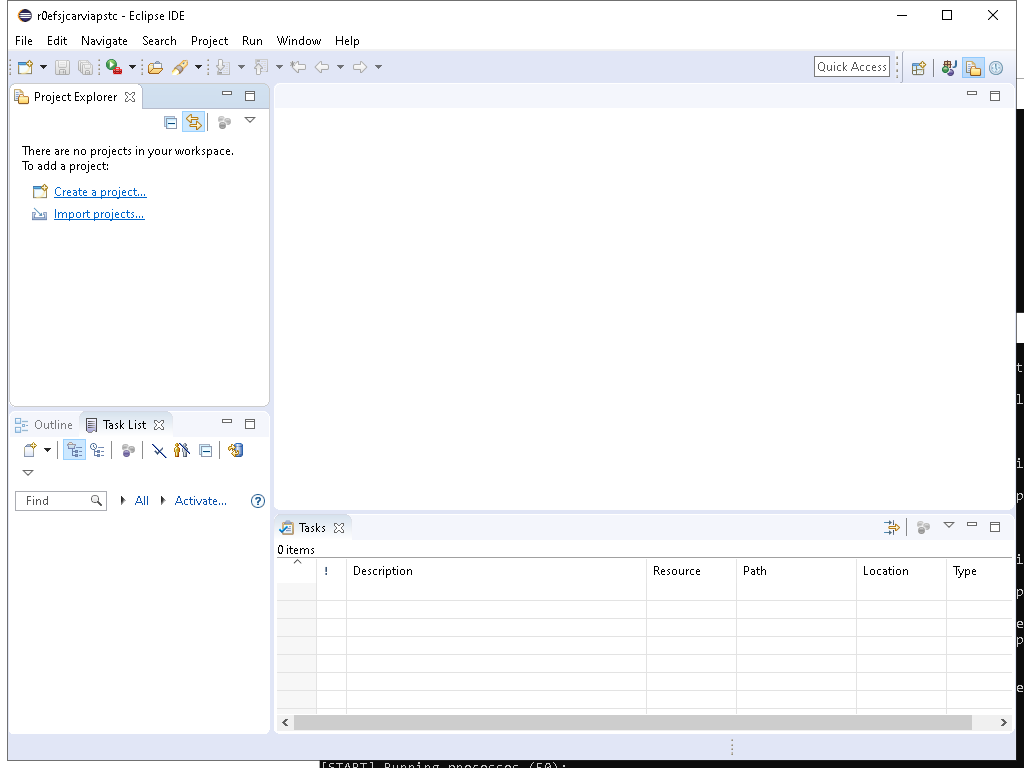 r0efsjcarviapstc - Eclipse IDE
File Edit Navigate Search Project Run Window Help
Quick Access
Project Explorer
There are no projects in your workspace.
To add a project:
Create a project...
Import projects...
Outline Task List
Find All Activate...
Tasks
0 items
! Description Resource Path Location Type
[START] Running processes (50):